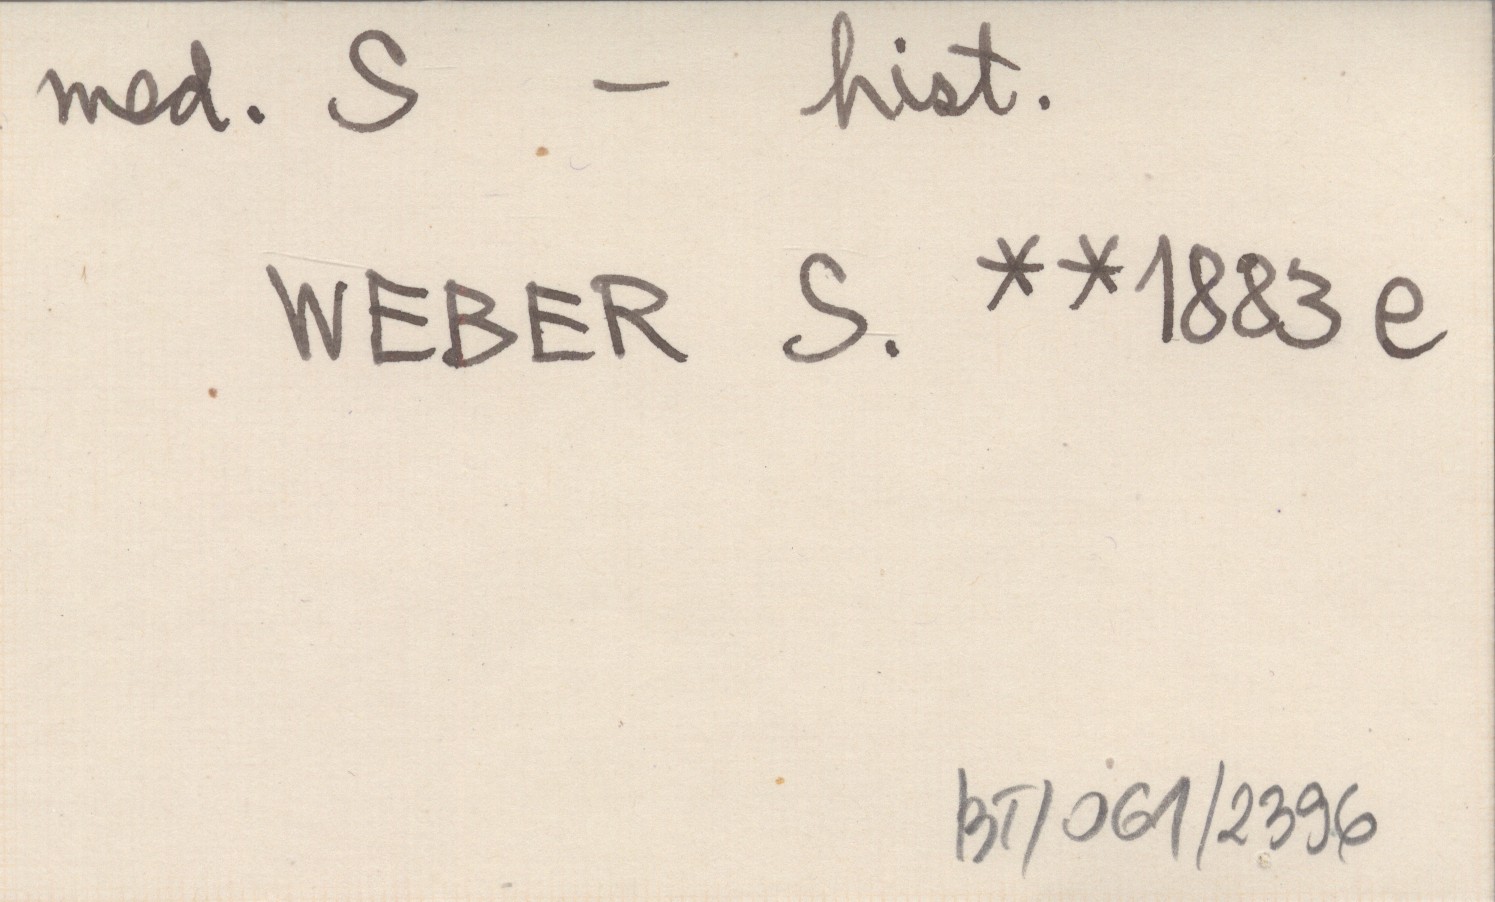 med. S - hist.
WEBER S. **1883 e
BT/061/2396